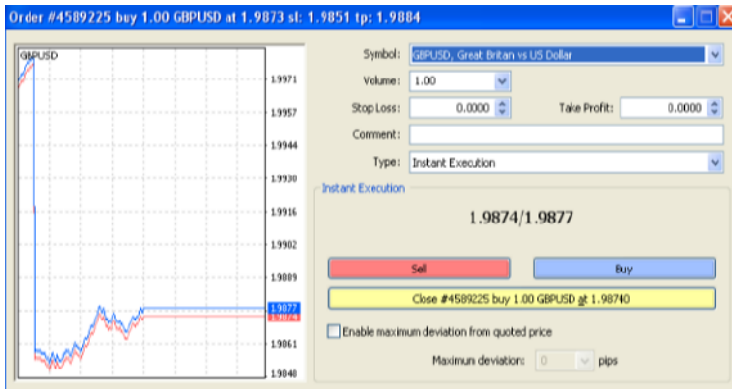 Order #4589225 buy 1.00 GBPUSD at 1.9873 sl: 1.9851 tp: 1.9884
GBPUSD
1.9971
1.9957
1.9944
1.9930
1.9916
1.9902
1.9889
1.9877
1.9874
1.9861
1.9848
Symbol: GBPUSD, Great Britan vs US Dollar
Volume: 1.00
Stop Loss: 0.0000 Take Profit: 0.0000
Comment:
Type: Instant Execution
Instant Execution
1.9874/1.9877
Sell Buy
Close #4589225 buy 1.00 GBPUSD at 1.98740
Enable maximum deviation from quoted price
Maximun deviation: 0 pips